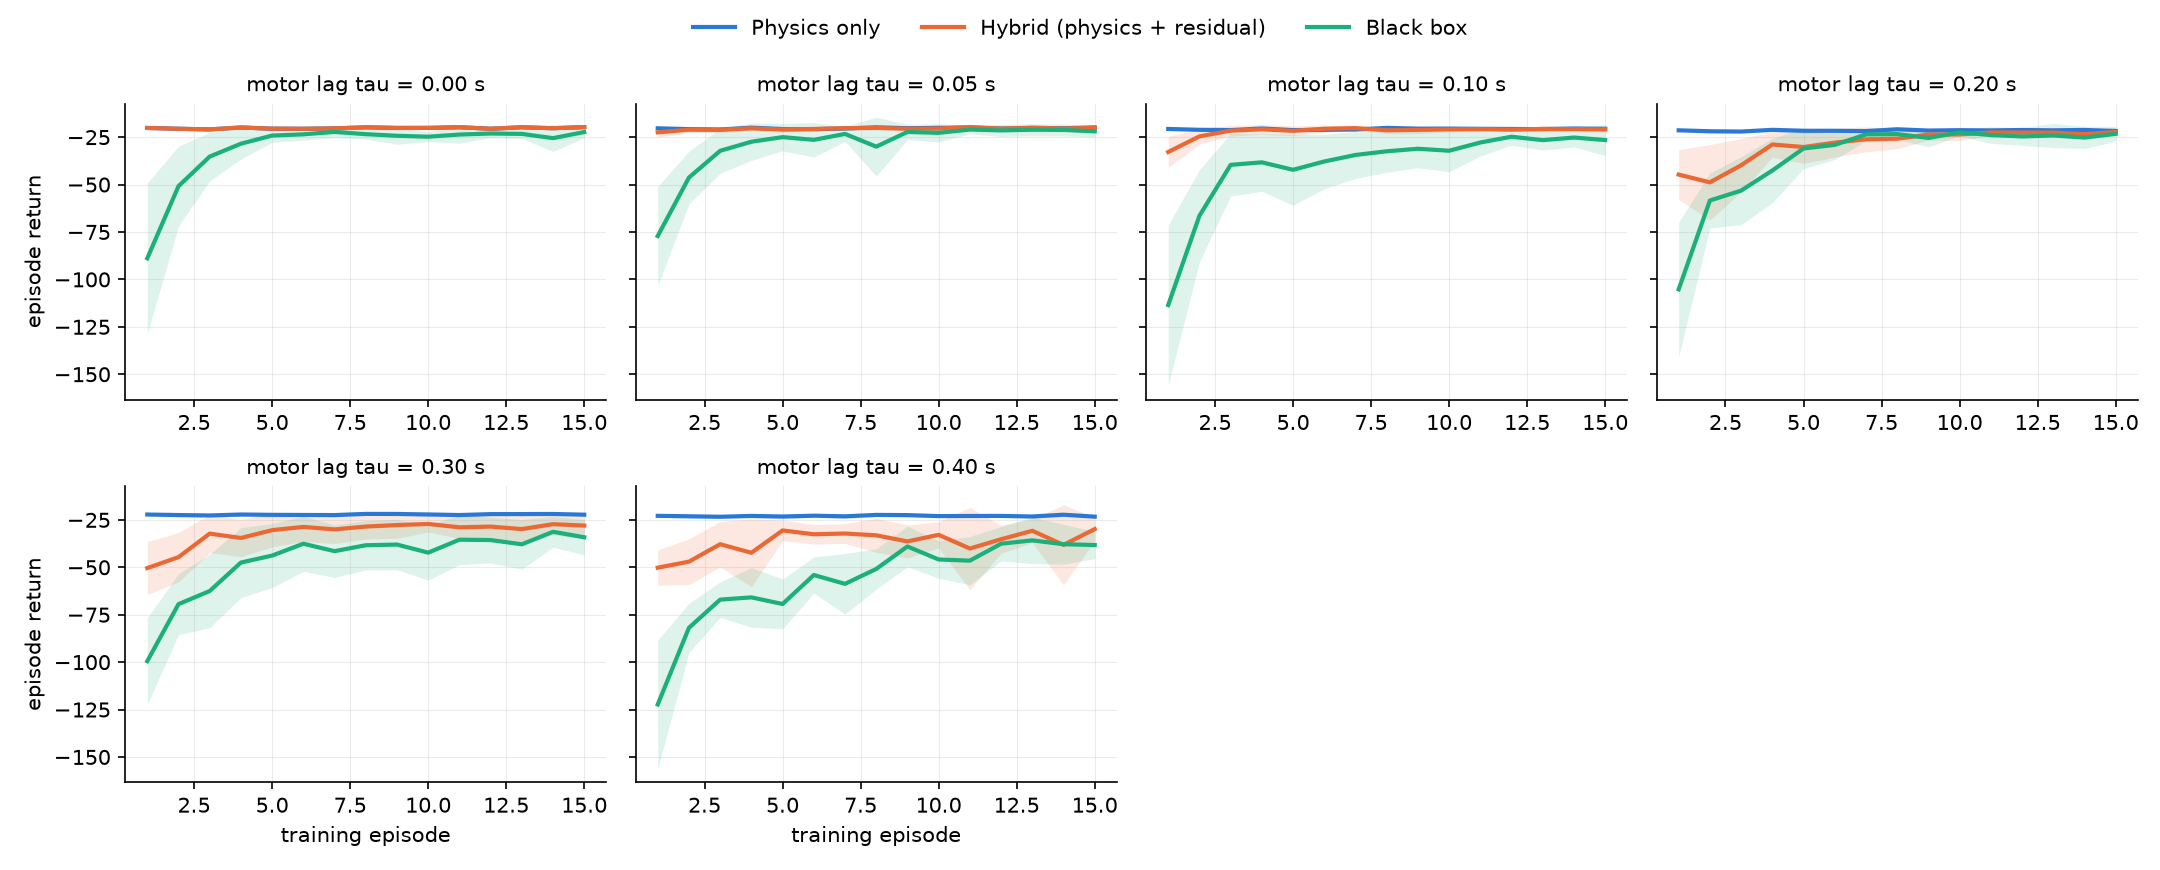 Physics only Hybrid (physics + residual) Black box
motor lag tau = 0.00 s
episode return
−25
−50
−75
−100
−125
−150
2.5 5.0 7.5 10.0 12.5 15.0
motor lag tau = 0.05 s
2.5 5.0 7.5 10.0 12.5 15.0
motor lag tau = 0.10 s
2.5 5.0 7.5 10.0 12.5 15.0
motor lag tau = 0.20 s
2.5 5.0 7.5 10.0 12.5 15.0
motor lag tau = 0.30 s
episode return
−25
−50
−75
−100
−125
−150
2.5 5.0 7.5 10.0 12.5 15.0
training episode
motor lag tau = 0.40 s
2.5 5.0 7.5 10.0 12.5 15.0
training episode